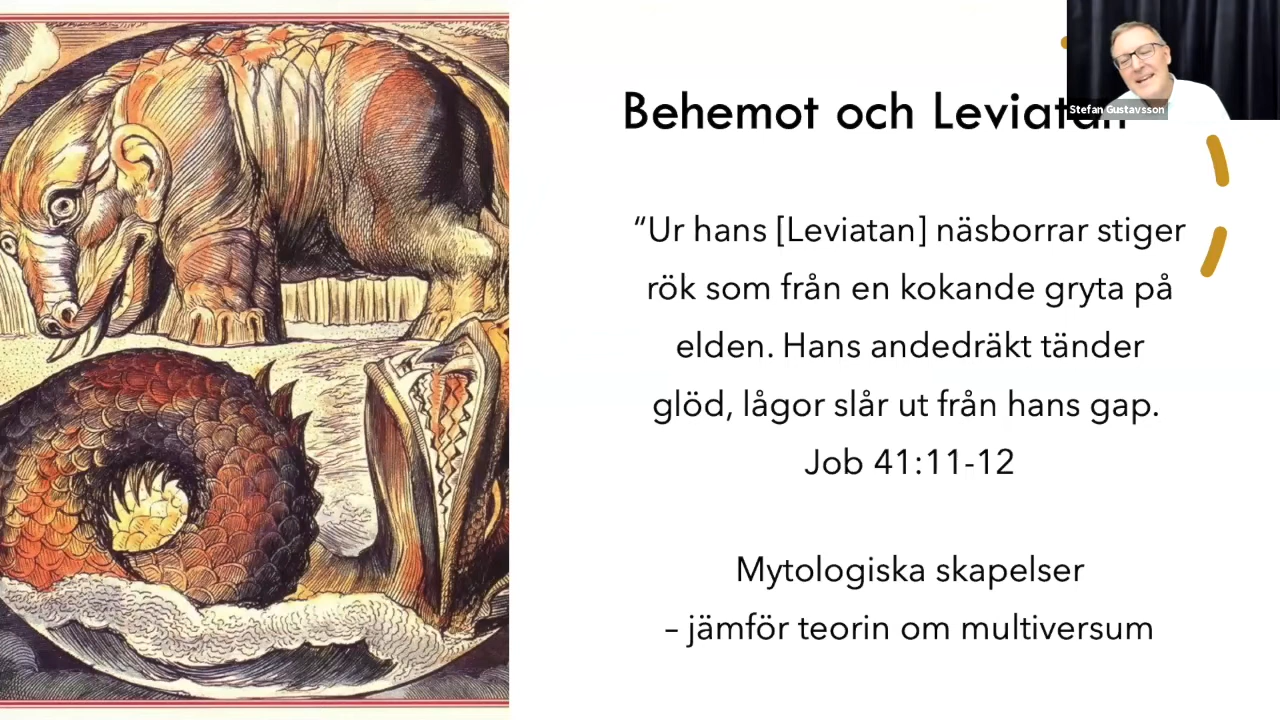 Behemot och Leviatan
Stefan Gustavsson
“Ur hans [Leviatan] näsborrar stiger
rök som från en kokande gryta på
elden. Hans andedräkt tänder
glöd, lågor slår ut från hans gap.
Job 41:11-12
Mytologiska skapelser
– jämför teorin om multiversum